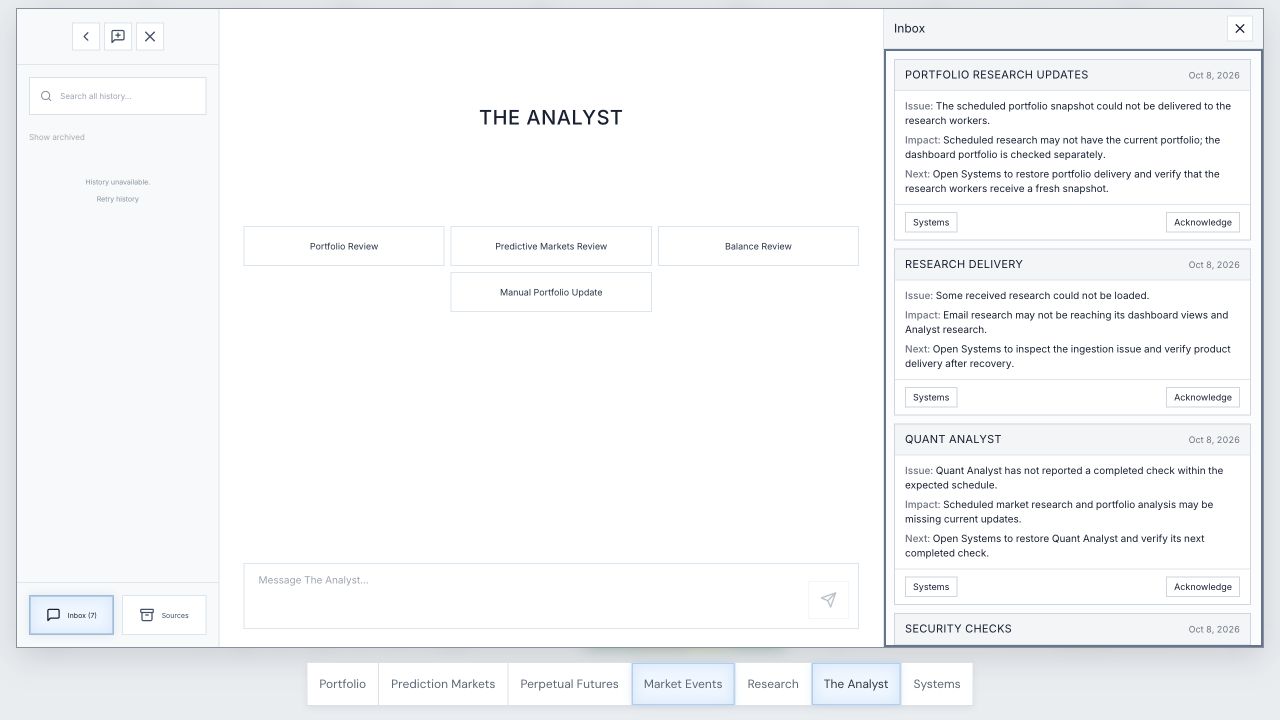 Search all history...
Show archived
History unavailable.
Retry history
Inbox (7)
Sources
THE ANALYST
Portfolio Review
Predictive Markets Review
Balance Review
Manual Portfolio Update
Message The Analyst...
Inbox
PORTFOLIO RESEARCH UPDATES
Oct 8, 2026
Issue: The scheduled portfolio snapshot could not be delivered to the
research workers.
Impact: Scheduled research may not have the current portfolio; the
dashboard portfolio is checked separately.
Next: Open Systems to restore portfolio delivery and verify that the
research workers receive a fresh snapshot.
Systems
Acknowledge
RESEARCH DELIVERY
Oct 8, 2026
Issue: Some received research could not be loaded.
Impact: Email research may not be reaching its dashboard views and
Analyst research.
Next: Open Systems to inspect the ingestion issue and verify product
delivery after recovery.
Systems
Acknowledge
QUANT ANALYST
Oct 8, 2026
Issue: Quant Analyst has not reported a completed check within the
expected schedule.
Impact: Scheduled market research and portfolio analysis may be
missing current updates.
Next: Open Systems to restore Quant Analyst and verify its next
completed check.
Systems
Acknowledge
SECURITY CHECKS
Oct 8, 2026
Portfolio
Prediction Markets
Perpetual Futures
Market Events
Research
The Analyst
Systems